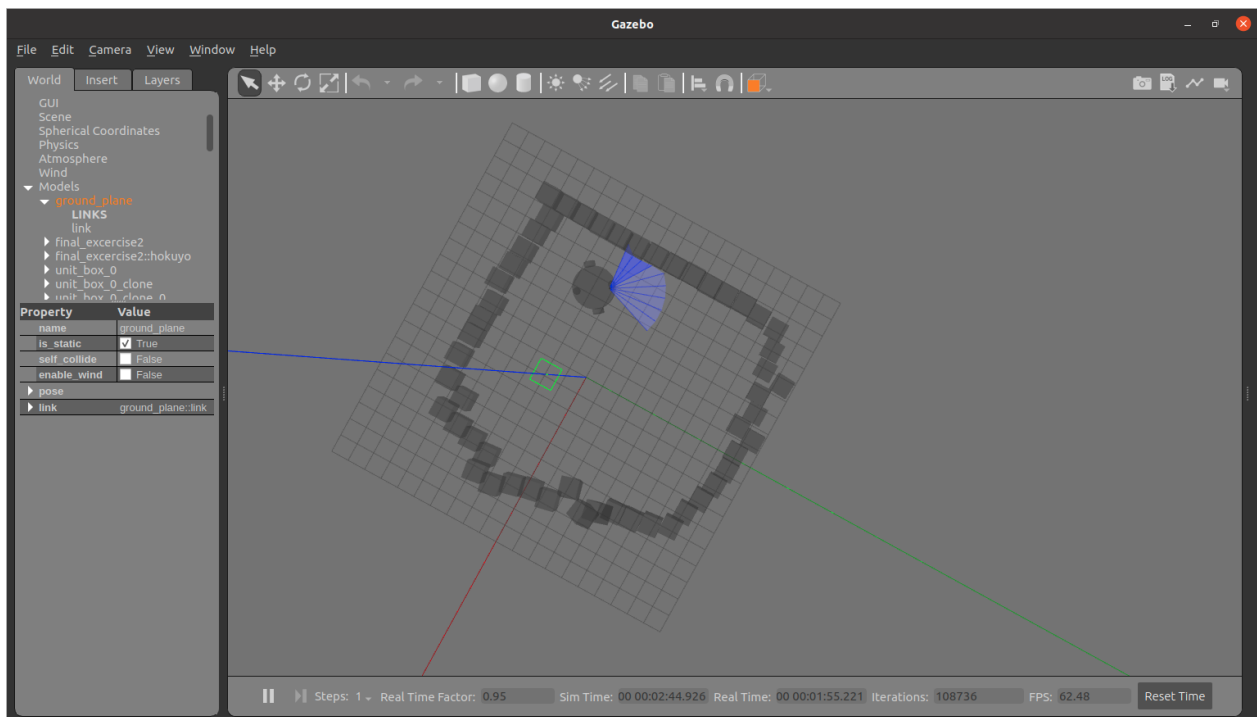 Gazebo
File Edit Camera View Window Help
World Insert Layers
LOG
GUI
Scene
Spherical Coordinates
Physics
Atmosphere
Wind
Models
ground_plane
LINKS
link
final_excercise2
final_excercise2::hokuyo
unit_box_0
unit_box_0_clone
unit_box_0_clone_0
Property Value
name ground_plane
is_static True
self_collide False
enable_wind False
pose
link ground_plane::link
Steps: 1 Real Time Factor: 0.95 Sim Time: 00 00:02:44.926 Real Time: 00 00:01:55.221 Iterations: 108736 FPS: 62.48 Reset Time